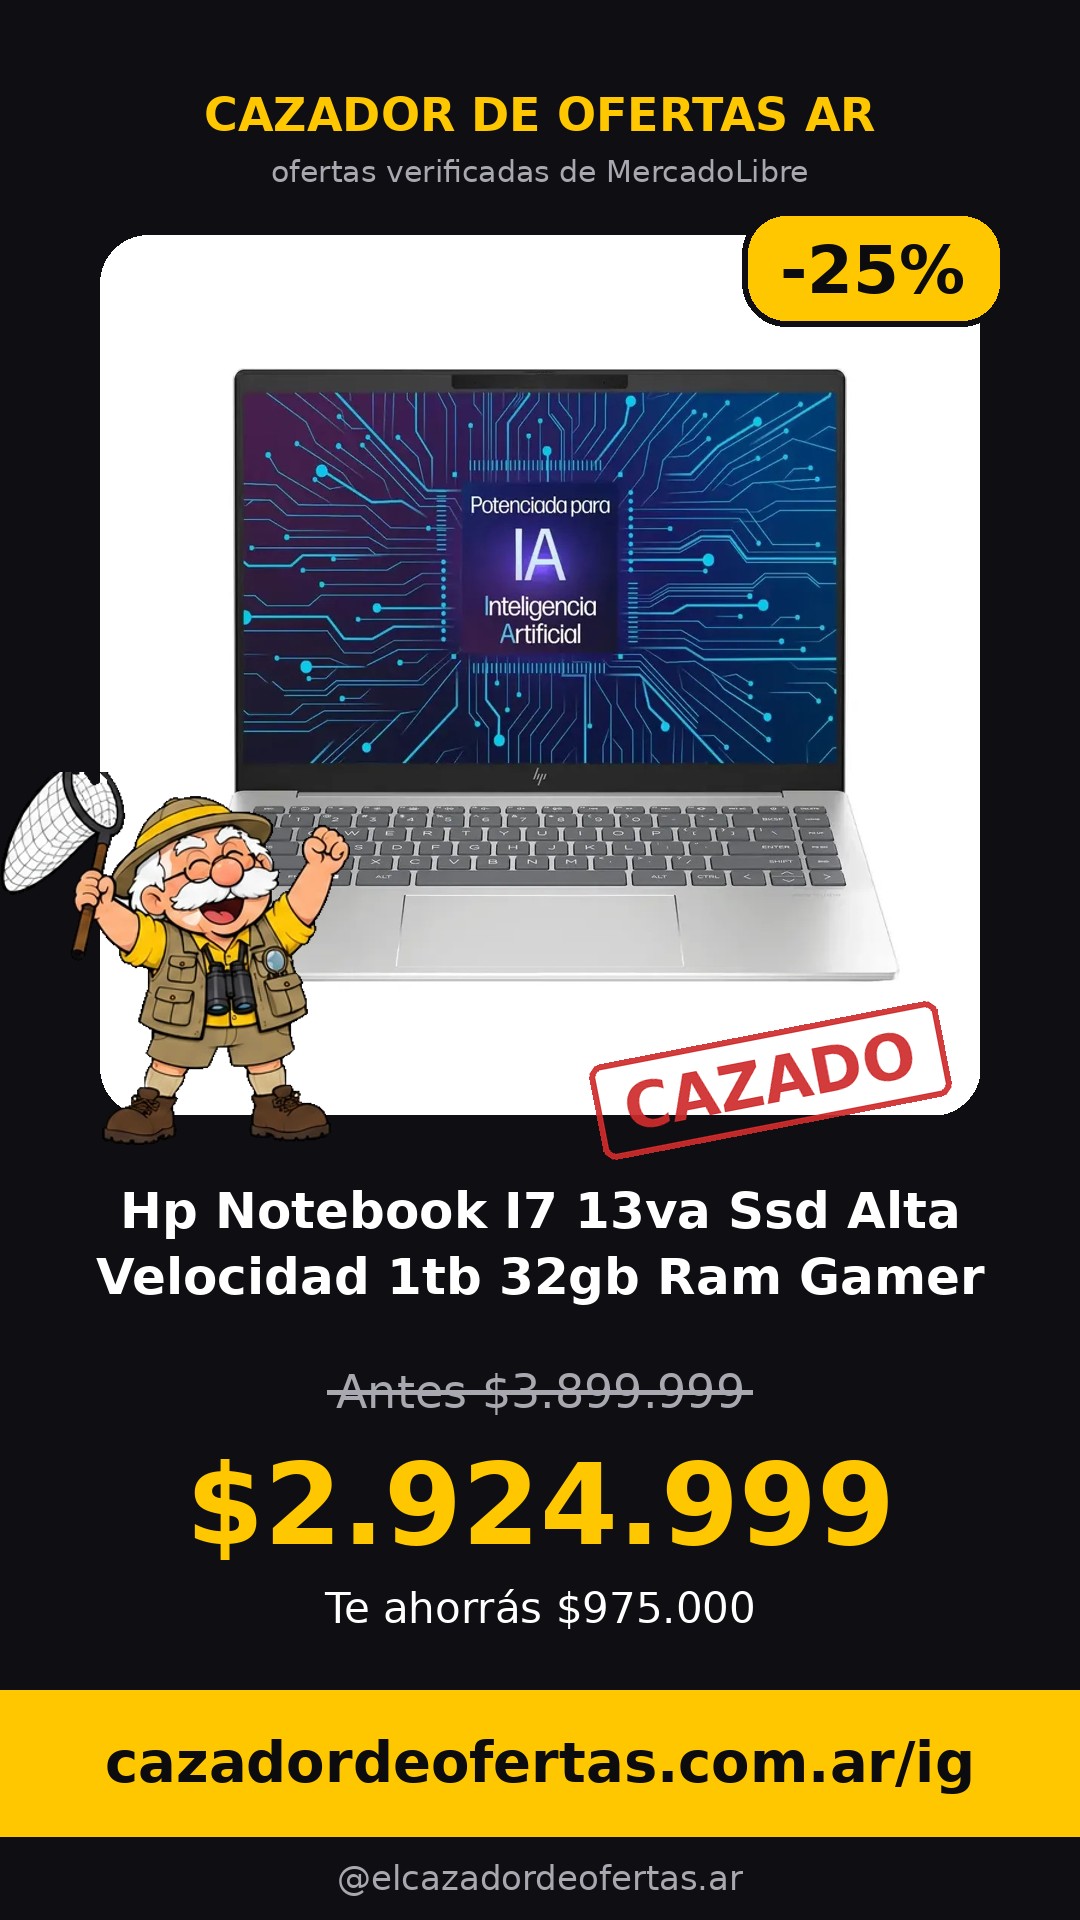 CAZADOR DE OFERTAS AR
ofertas verificadas de MercadoLibre
-25%
Potenciada para
IA
Inteligencia
Artificial
hp
CAZADO
Hp Notebook I7 13va Ssd Alta
Velocidad 1tb 32gb Ram Gamer
Antes $3.899.999
$2.924.999
Te ahorrás $975.000
cazadordeofertas.com.ar/ig
@elcazadordeofertas.ar